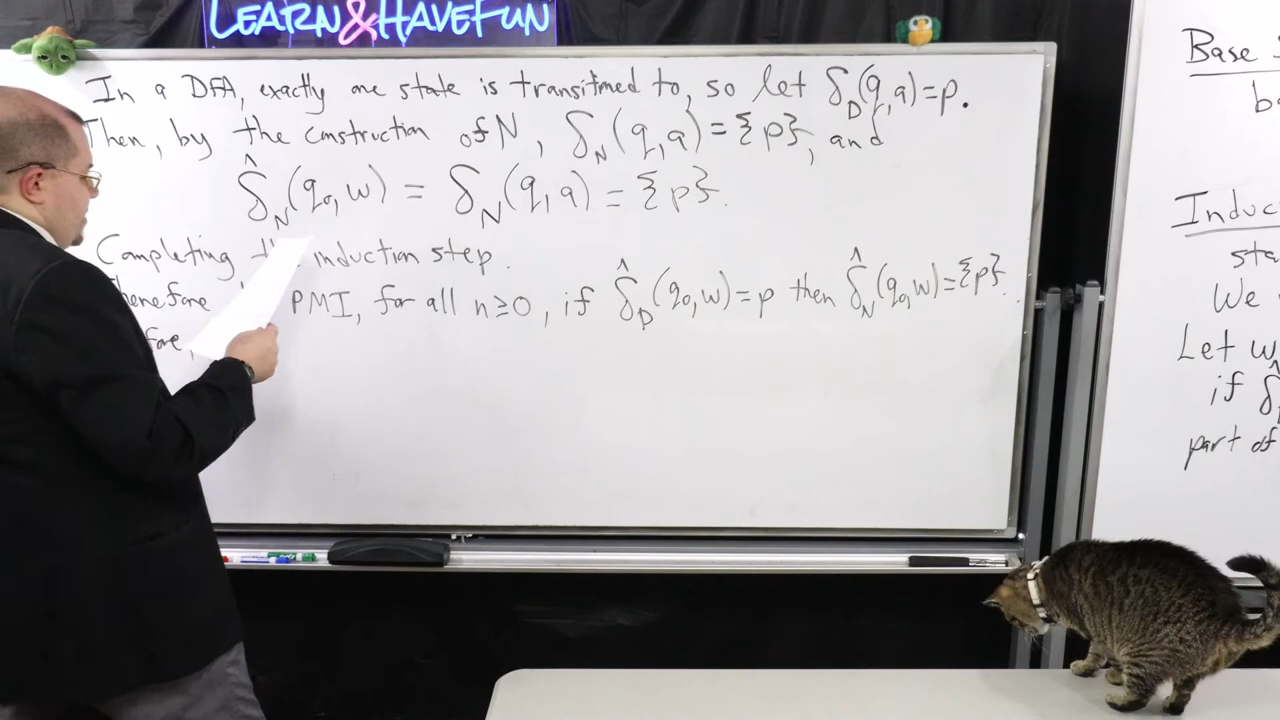 LEARN&HAVEFUN
In a DFA, exactly one state is transitioned to, so let δ_D(q,a)=p.
Then, by the construction of N, δ_N(q,a)={p}, and
δ̂_N(q₀,w) = δ_N(q,a) = {p}.
Completing induction step.
PMI, for all n≥0, if δ̂_D(q₀,w)=p then δ̂_N(q₀,w)={p}.
Base
Induc
sta
We
Let w
if δ̂
part of